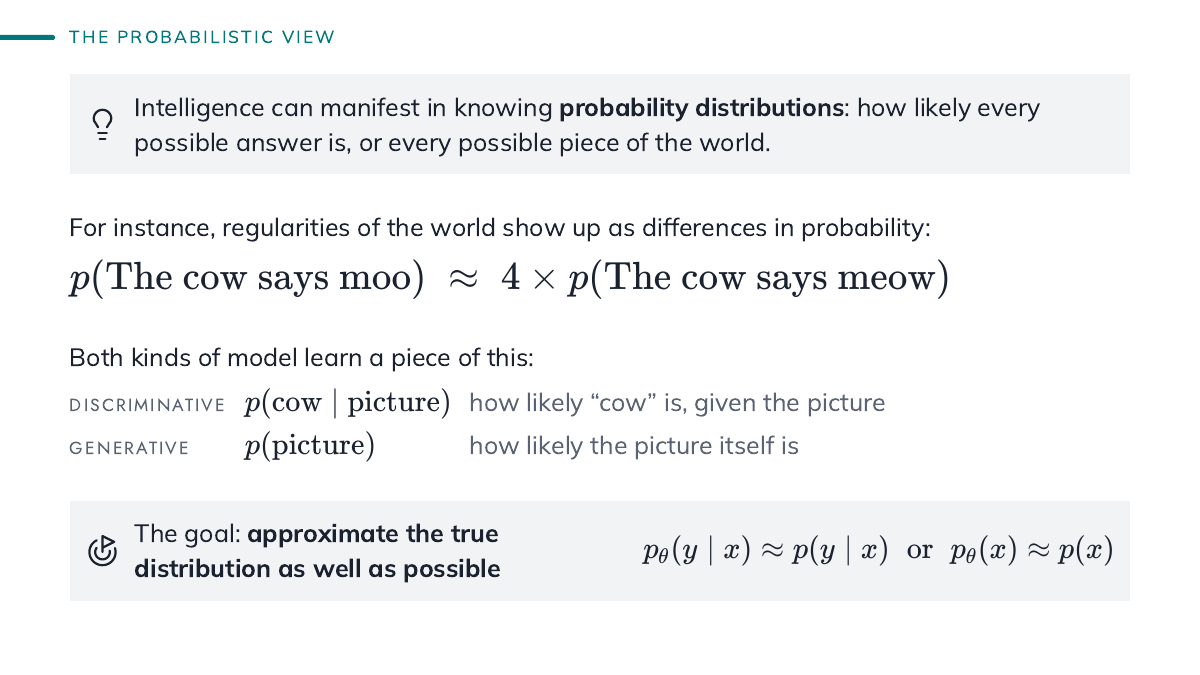 THE PROBABILISTIC VIEW
Intelligence can manifest in knowing probability distributions: how likely every
possible answer is, or every possible piece of the world.
For instance, regularities of the world show up as differences in probability:
p(The cow says moo) ≈ 4 × p(The cow says meow)
Both kinds of model learn a piece of this:
DISCRIMINATIVE p(cow | picture) how likely “cow” is, given the picture
GENERATIVE p(picture) how likely the picture itself is
The goal: approximate the true
distribution as well as possible
pθ(y | x) ≈ p(y | x) or pθ(x) ≈ p(x)